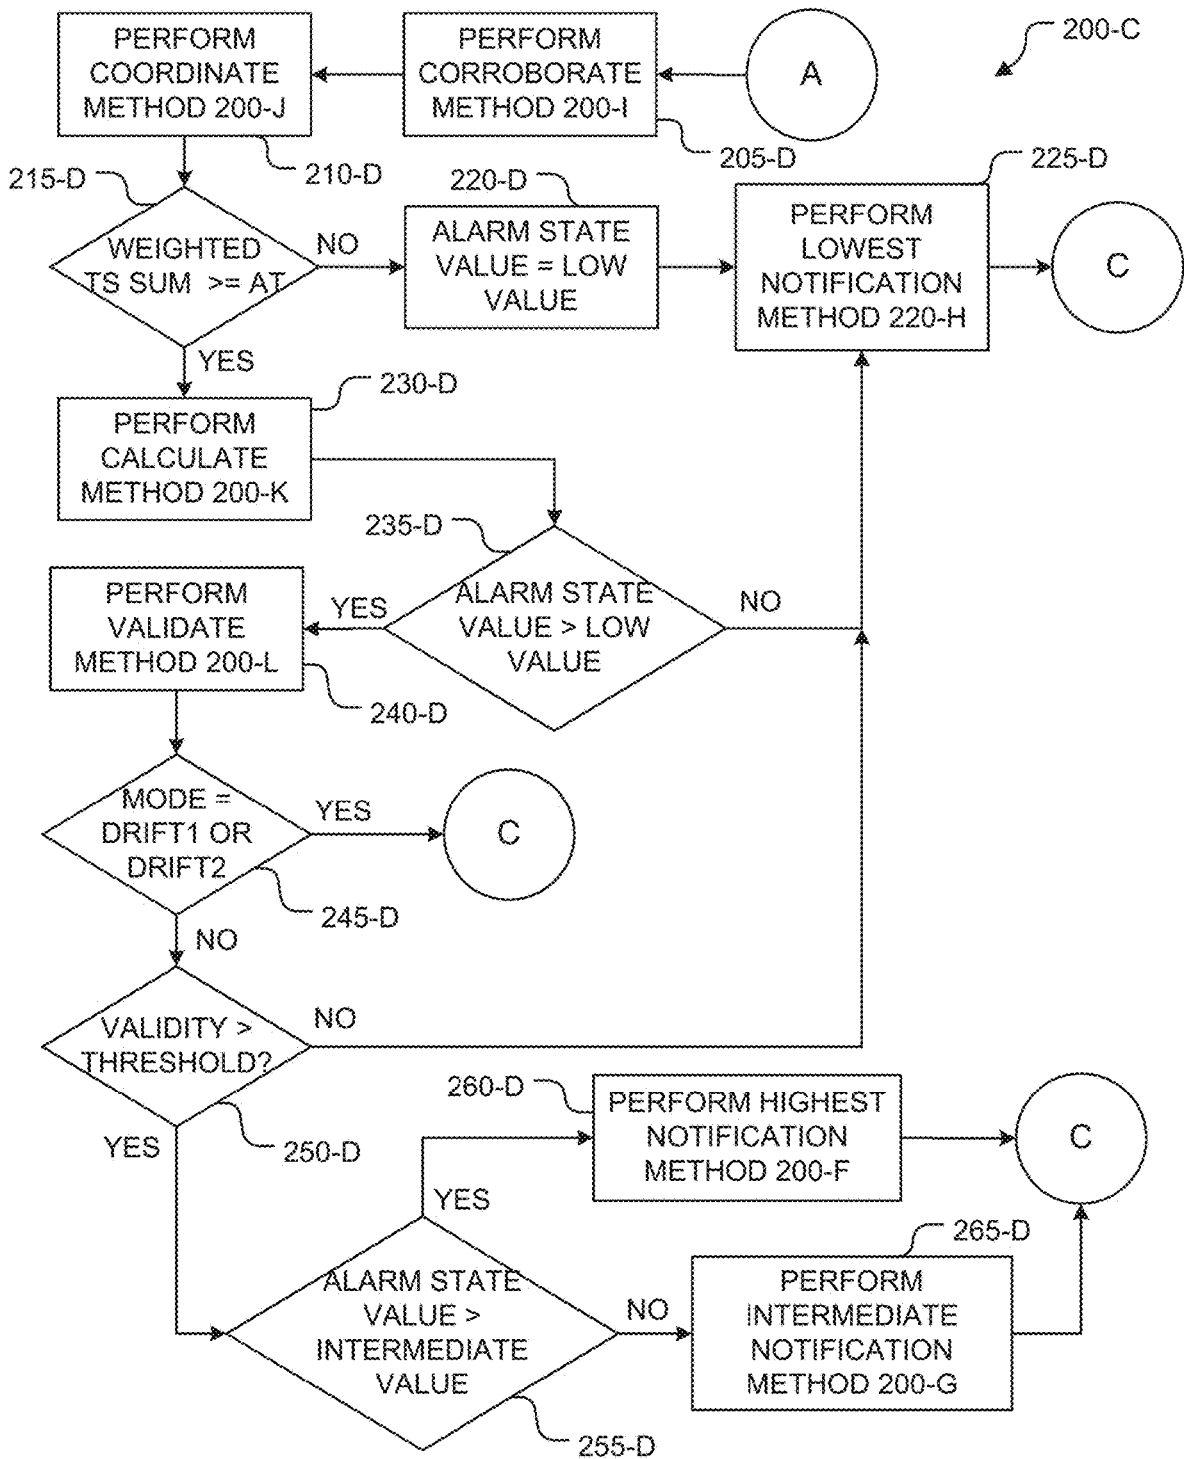 200-C
A
PERFORM
CORROBORATE
METHOD 200-I
205-D
PERFORM
COORDINATE
METHOD 200-J
210-D
215-D
WEIGHTED
TS SUM >= AT
NO
220-D
ALARM STATE
VALUE = LOW
VALUE
225-D
PERFORM
LOWEST
NOTIFICATION
METHOD 220-H
C
YES
230-D
PERFORM
CALCULATE
METHOD 200-K
235-D
ALARM STATE
VALUE > LOW
VALUE
NO
YES
PERFORM
VALIDATE
METHOD 200-L
240-D
MODE =
DRIFT1 OR
DRIFT2
YES
C
245-D
NO
VALIDITY >
THRESHOLD?
NO
250-D
YES
260-D
PERFORM HIGHEST
NOTIFICATION
METHOD 200-F
C
YES
ALARM STATE
VALUE >
INTERMEDIATE
VALUE
255-D
NO
265-D
PERFORM
INTERMEDIATE
NOTIFICATION
METHOD 200-G